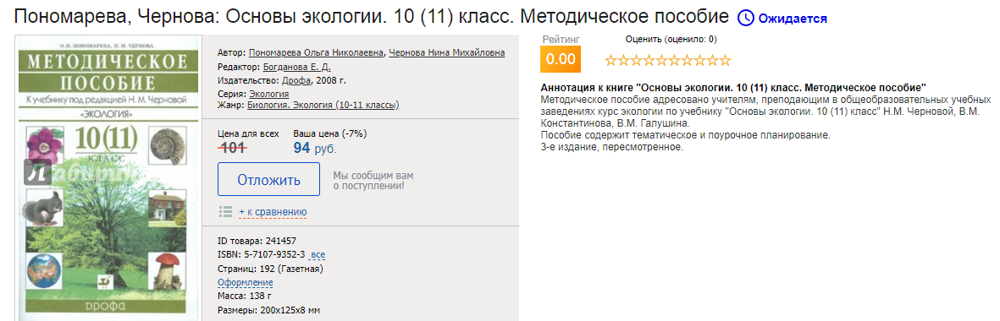 Пономарева, Чернова: Основы экологии. 10 (11) класс. Методическое пособие Ожидается
О. Н. ПОНОМАРЕВА, Н. М. ЧЕРНОВА
МЕТОДИЧЕСКОЕ
ПОСОБИЕ
К учебнику под редакцией Н. М. Черновой
«ЭКОЛОГИЯ»
10(11)
КЛАСС
Лабиринт
дрофа
Автор: Пономарева Ольга Николаевна, Чернова Нина Михайловна
Редактор: Богданова Е. Д.
Издательство: Дрофа, 2008 г.
Серия: Экология
Жанр: Биология. Экология (10-11 классы)
Цена для всех Ваша цена (-7%)
101 94 руб.
Отложить
Мы сообщим вам
о поступлении!
+ к сравнению
ID товара: 241457
ISBN: 5-7107-9352-3 все
Страниц: 192 (Газетная)
Оформление
Масса: 138 г
Размеры: 200x125x8 мм
Рейтинг Оценить (оценило: 0)
0.00
Аннотация к книге "Основы экологии. 10 (11) класс. Методическое пособие"
Методическое пособие адресовано учителям, преподающим в общеобразовательных учебных
заведениях курс экологии по учебнику "Основы экологии. 10 (11) класс" Н.М. Черновой, В.М.
Константинова, В.М. Галушина.
Пособие содержит тематическое и поурочное планирование.
3-е издание, пересмотренное.